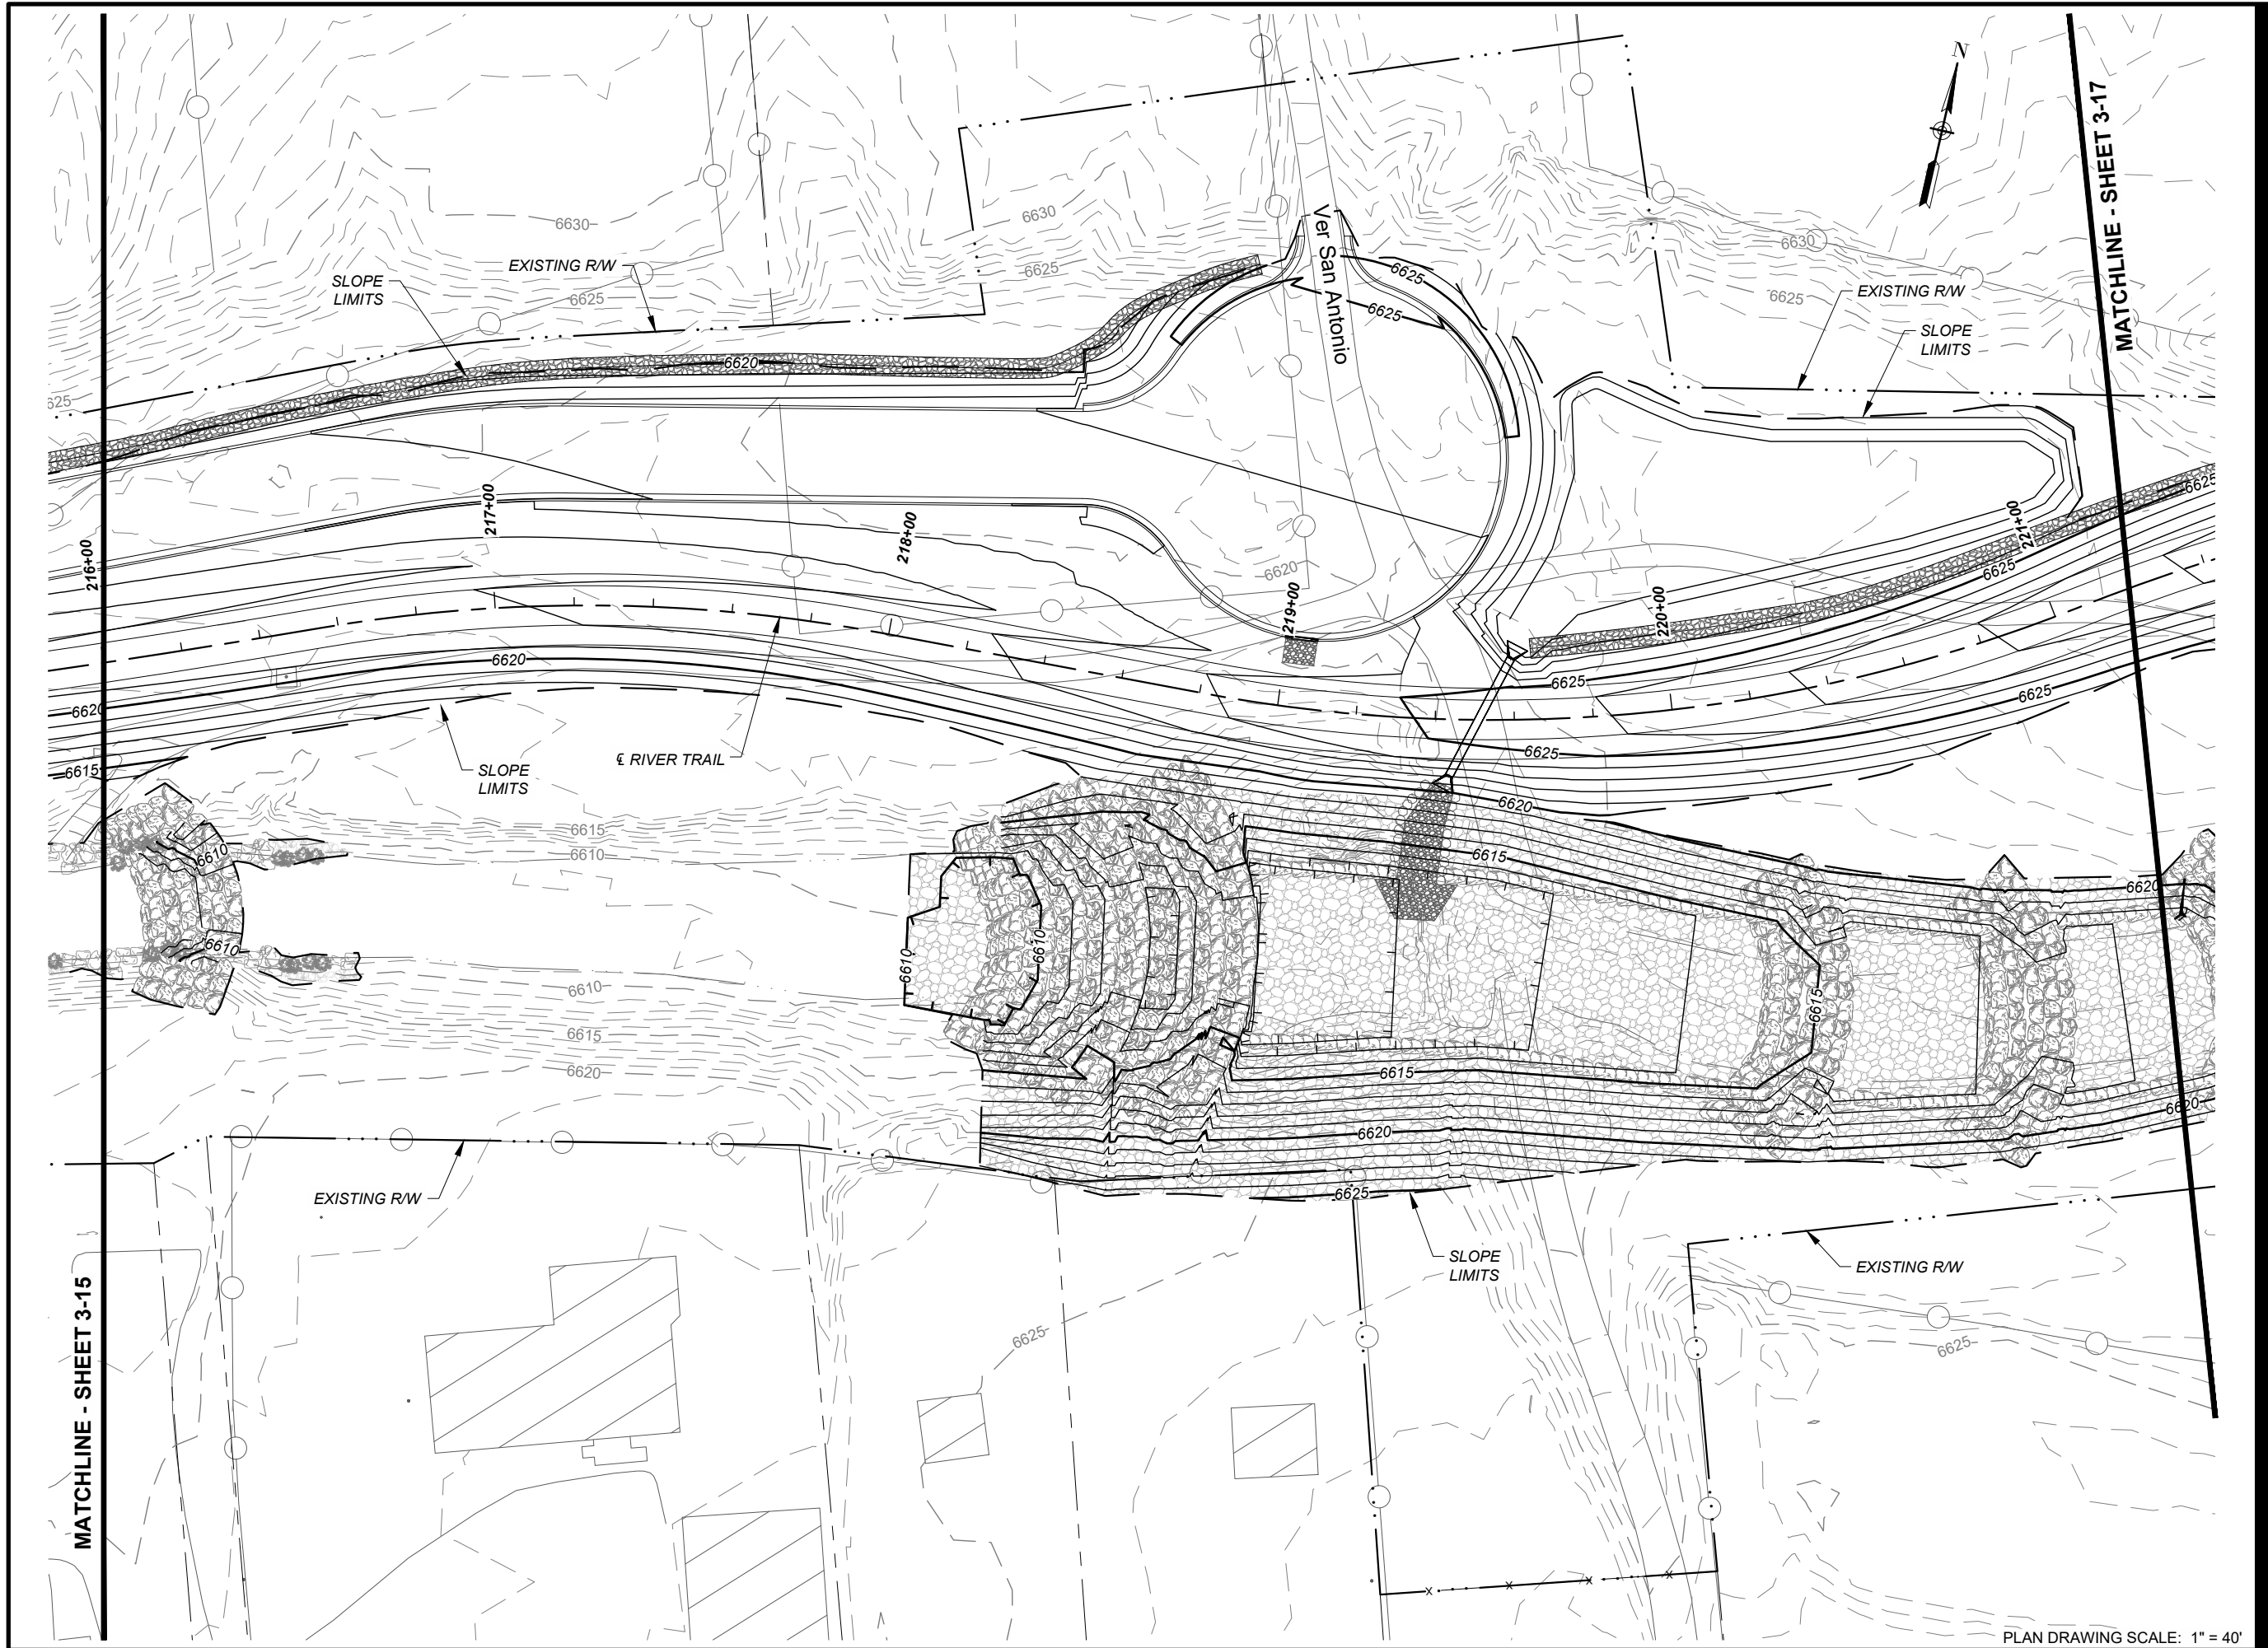 N
MATCHLINE - SHEET 3-17
6630
6630
6630
Ver San Antonio
EXISTING R/W
SLOPE
LIMITS
6625
6625
6625
6625
6625
EXISTING R/W
SLOPE
LIMITS
6620
625
217+00
218+00
216+00
6620
219+00
220+00
221+00
6625
6625
6620
6620
6625
6625
6625
6615
SLOPE
LIMITS
℄ RIVER TRAIL
6620
6615
6610
6610
6615
6620
6610
6610
6610
6615
6610
6615
6620
6615
6620
6620
6625
EXISTING R/W
EXISTING R/W
SLOPE
LIMITS
6625
6625
MATCHLINE - SHEET 3-15
x
x
x
x
PLAN DRAWING SCALE: 1" = 40'